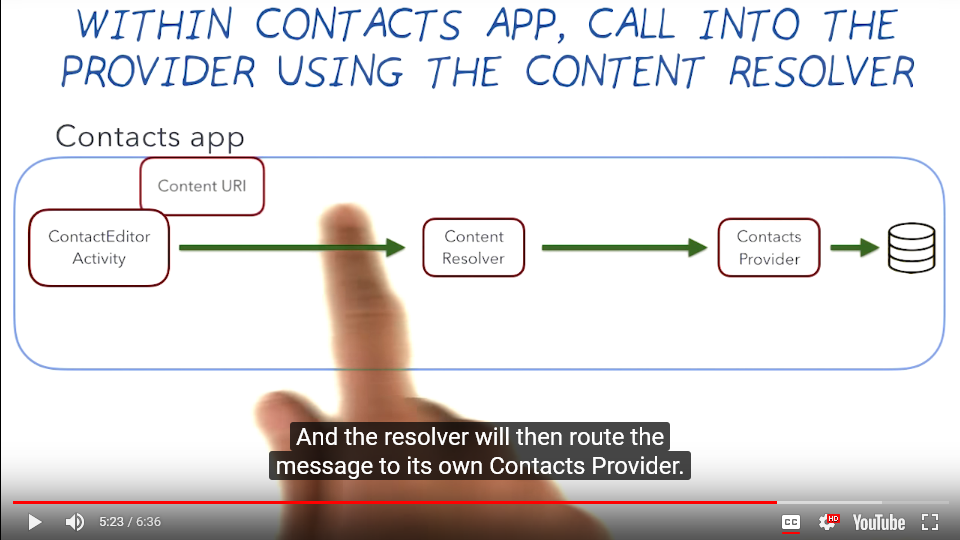 WITHIN CONTACTS APP, CALL INTO THE
PROVIDER USING THE CONTENT RESOLVER
Contacts app
Content URI
ContactEditor
Activity
Content
Resolver
Contacts
Provider
And the resolver will then route the
message to its own Contacts Provider.
5:23 / 6:36
CC
HD
YouTube